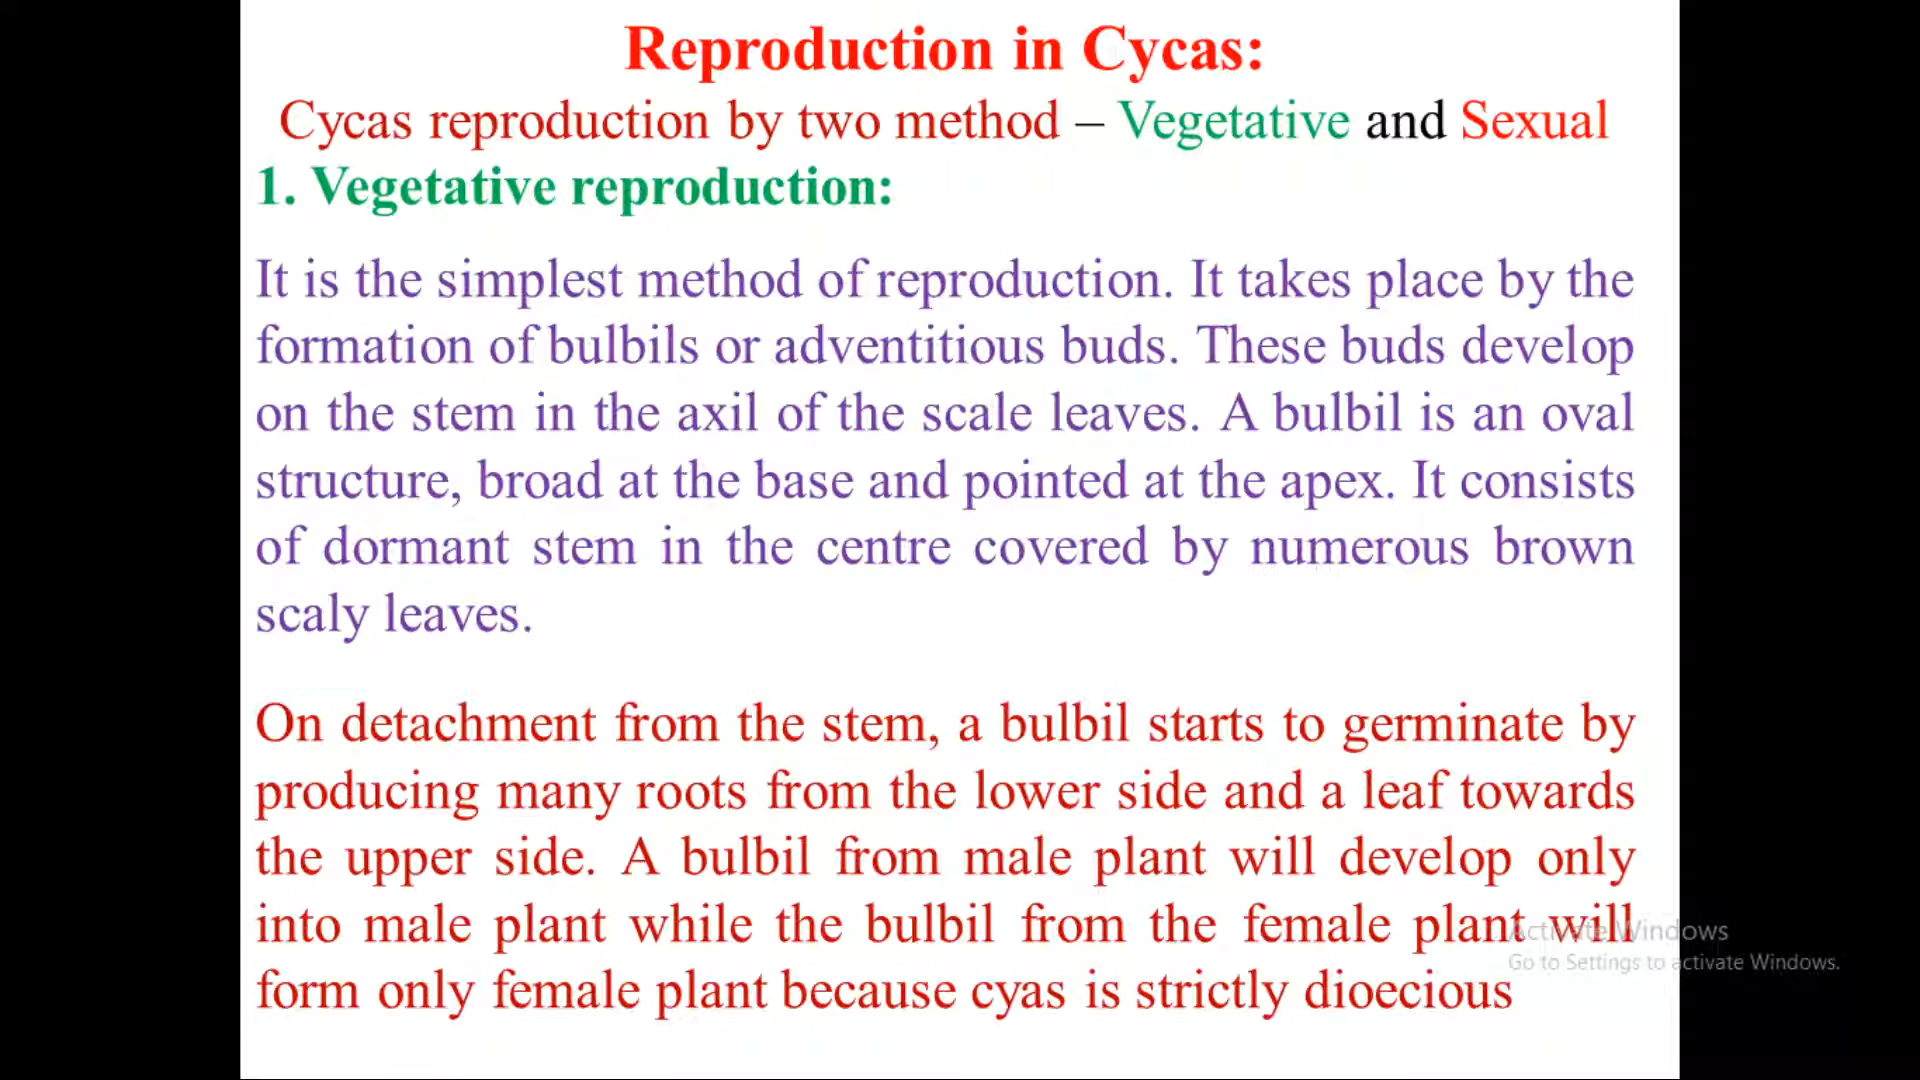 Reproduction in Cycas:
Cycas reproduction by two method – Vegetative and Sexual
1. Vegetative reproduction:
It is the simplest method of reproduction. It takes place by the
formation of bulbils or adventitious buds. These buds develop
on the stem in the axil of the scale leaves. A bulbil is an oval
structure, broad at the base and pointed at the apex. It consists
of dormant stem in the centre covered by numerous brown
scaly leaves.
On detachment from the stem, a bulbil starts to germinate by
producing many roots from the lower side and a leaf towards
the upper side. A bulbil from male plant will develop only
into male plant while the bulbil from the female plant will
form only female plant because cyas is strictly dioecious
Activate Windows
Go to Settings to activate Windows.